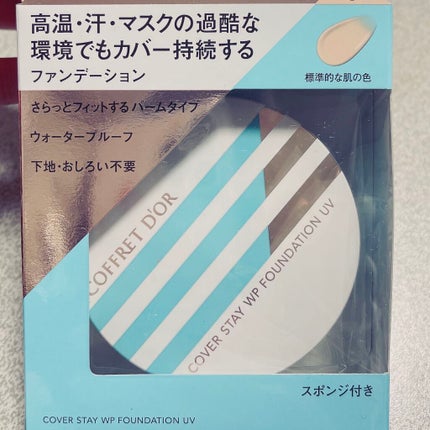 高温・汗・マスクの過酷な
環境でもカバー持続する
ファンデーション
標準的な肌の色
さらっとフィットするバームタイプ
ウォータープルーフ
下地・おしろい不要
COFFRET D'OR
COVER STAY WP FOUNDATION UV
スポンジ付き
COVER STAY WP FOUNDATION UV